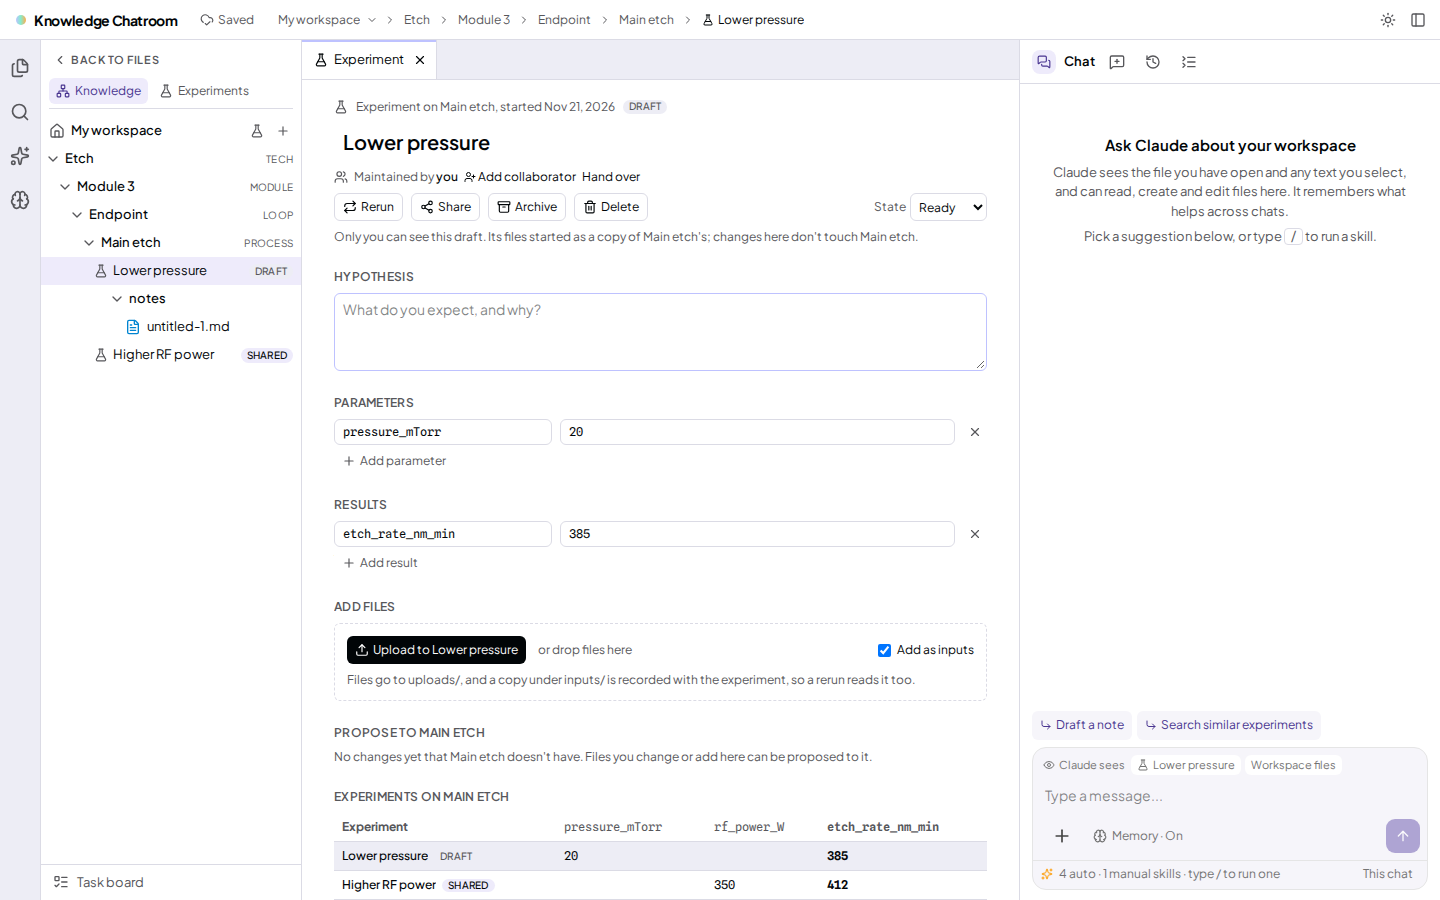 Knowledge Chatroom
Saved
My workspace
Etch
Module 3
Endpoint
Main etch
Lower pressure
BACK TO FILES
Knowledge
Experiments
My workspace
Etch TECH
Module 3 MODULE
Endpoint LOOP
Main etch PROCESS
Lower pressure DRAFT
notes
untitled-1.md
Higher RF power SHARED
Task board
Experiment
Experiment on Main etch, started Nov 21, 2026 DRAFT
Lower pressure
Maintained by you Add collaborator Hand over
Rerun Share Archive Delete State Ready
Only you can see this draft. Its files started as a copy of Main etch's; changes here don't touch Main etch.
HYPOTHESIS
What do you expect, and why?
PARAMETERS
pressure_mTorr 20
Add parameter
RESULTS
etch_rate_nm_min 385
Add result
ADD FILES
Upload to Lower pressure or drop files here Add as inputs
Files go to uploads/, and a copy under inputs/ is recorded with the experiment, so a rerun reads it too.
PROPOSE TO MAIN ETCH
No changes yet that Main etch doesn't have. Files you change or add here can be proposed to it.
EXPERIMENTS ON MAIN ETCH
Experiment pressure_mTorr rf_power_W etch_rate_nm_min
Lower pressure DRAFT 20 385
Higher RF power SHARED 350 412
Chat
Ask Claude about your workspace
Claude sees the file you have open and any text you select,
and can read, create and edit files here. It remembers what
helps across chats.
Pick a suggestion below, or type / to run a skill.
Draft a note
Search similar experiments
Claude sees Lower pressure Workspace files
Type a message...
Memory · On
4 auto · 1 manual skills · type / to run one This chat